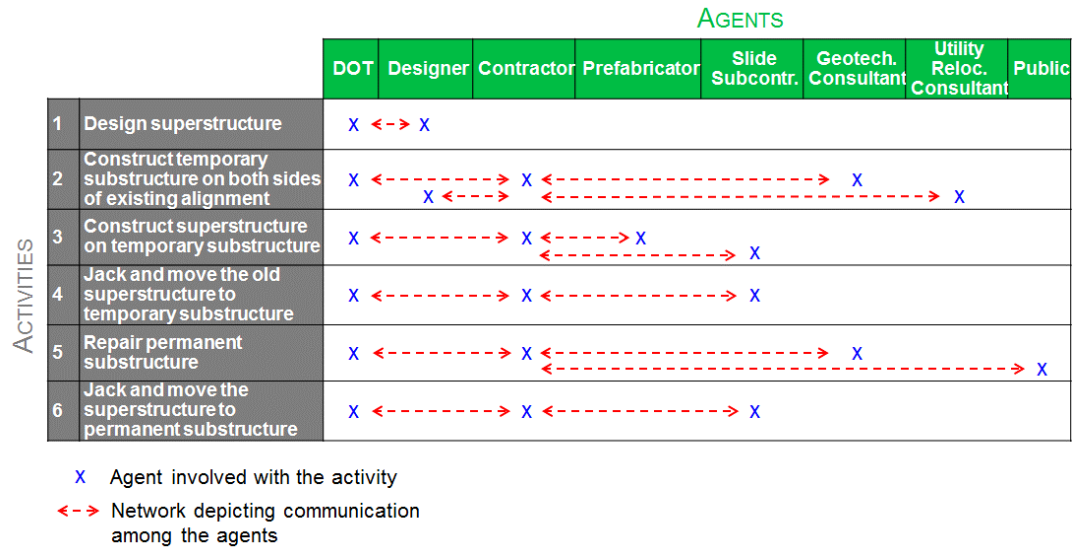 AGENTS
DOT
Designer
Contractor
Prefabricator
Slide
Subcontr.
Geotech.
Consultant
Utility
Reloc.
Consultant
Public
ACTIVITIES
1
Design superstructure
X
X
2
Construct temporary
substructure on both sides
of existing alignment
X
X
X
X
X
3
Construct superstructure
on temporary substructure
X
X
X
X
4
Jack and move the old
superstructure to
temporary substructure
X
X
X
5
Repair permanent
substructure
X
X
X
X
6
Jack and move the
superstructure to
permanent substructure
X
X
X
X
Agent involved with the activity
Network depicting communication
among the agents